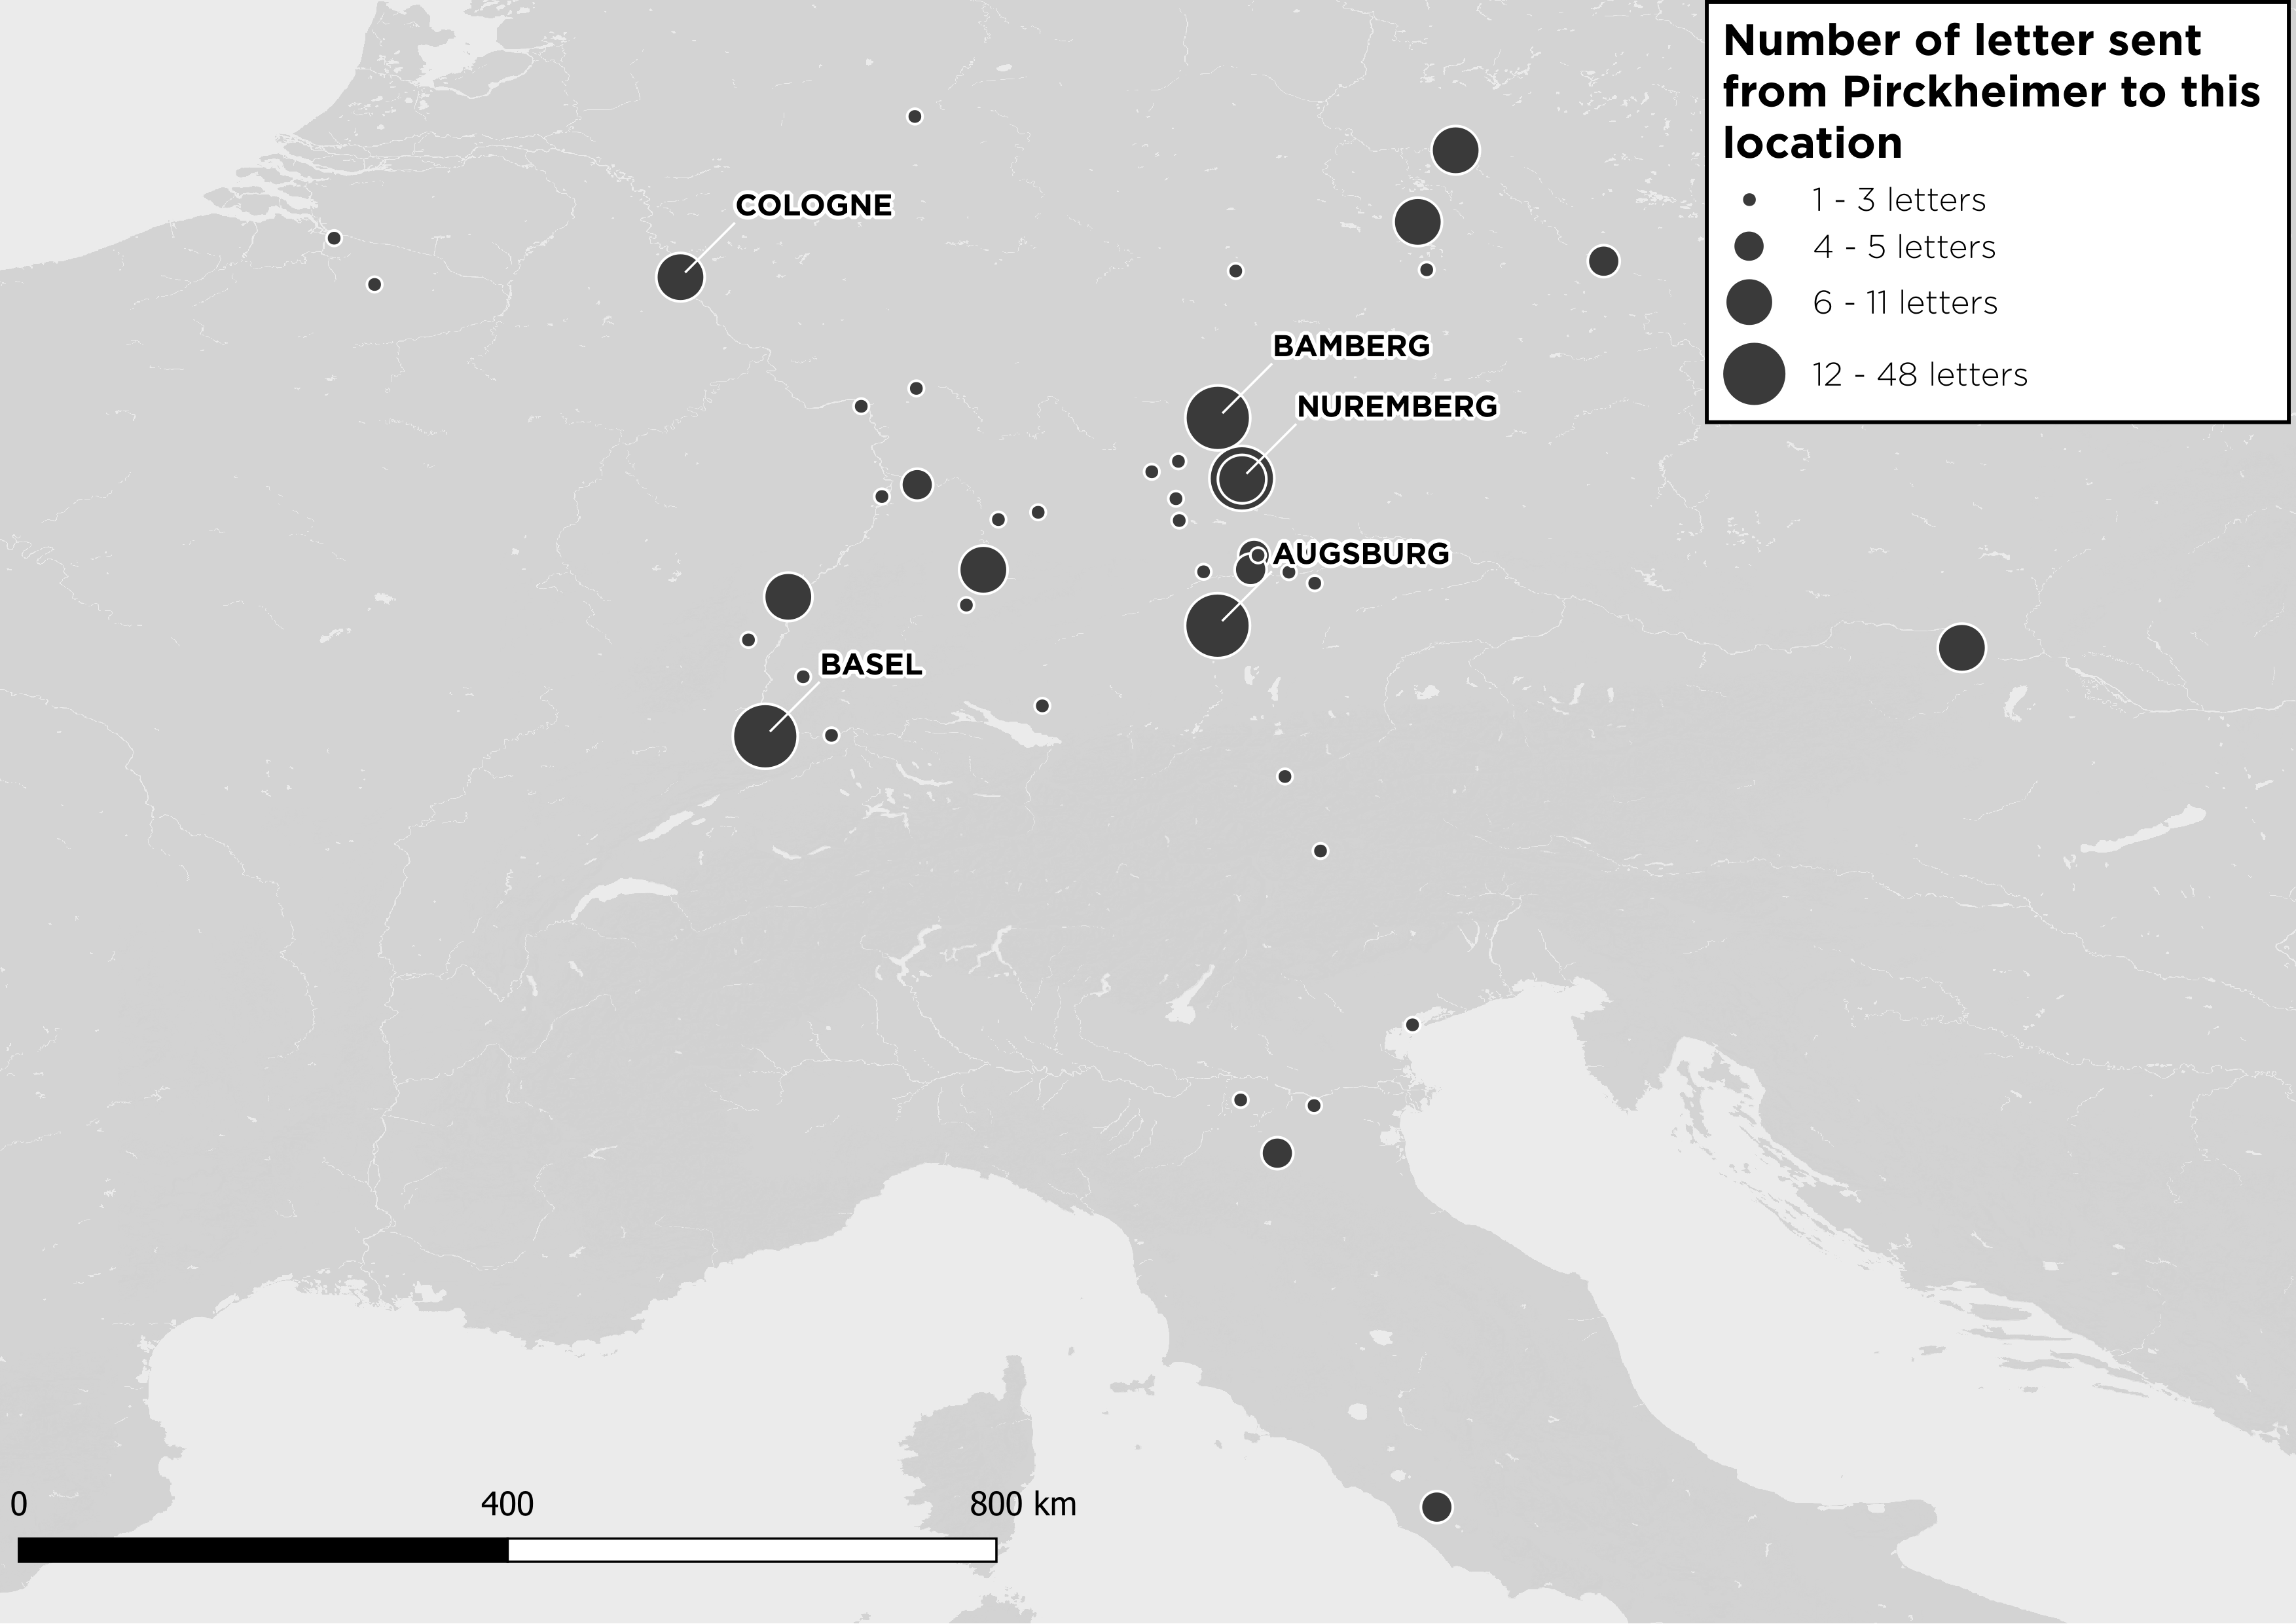 Number of letter sent
from Pirckheimer to this
location
1 - 3 letters
4 - 5 letters
6 - 11 letters
12 - 48 letters
COLOGNE
BAMBERG
NUREMBERG
AUGSBURG
BASEL
0 400 800 km